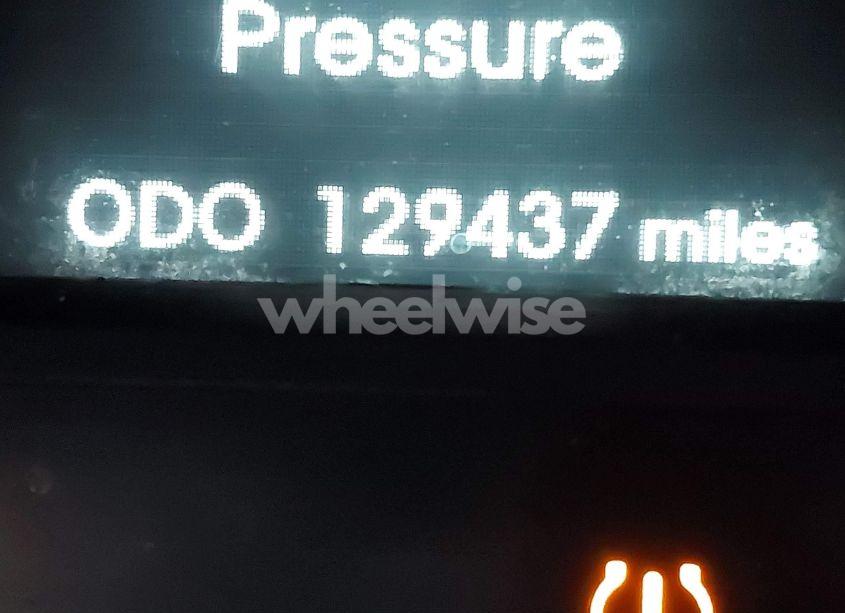 Pressure
ODO 129437 miles
wheelwise